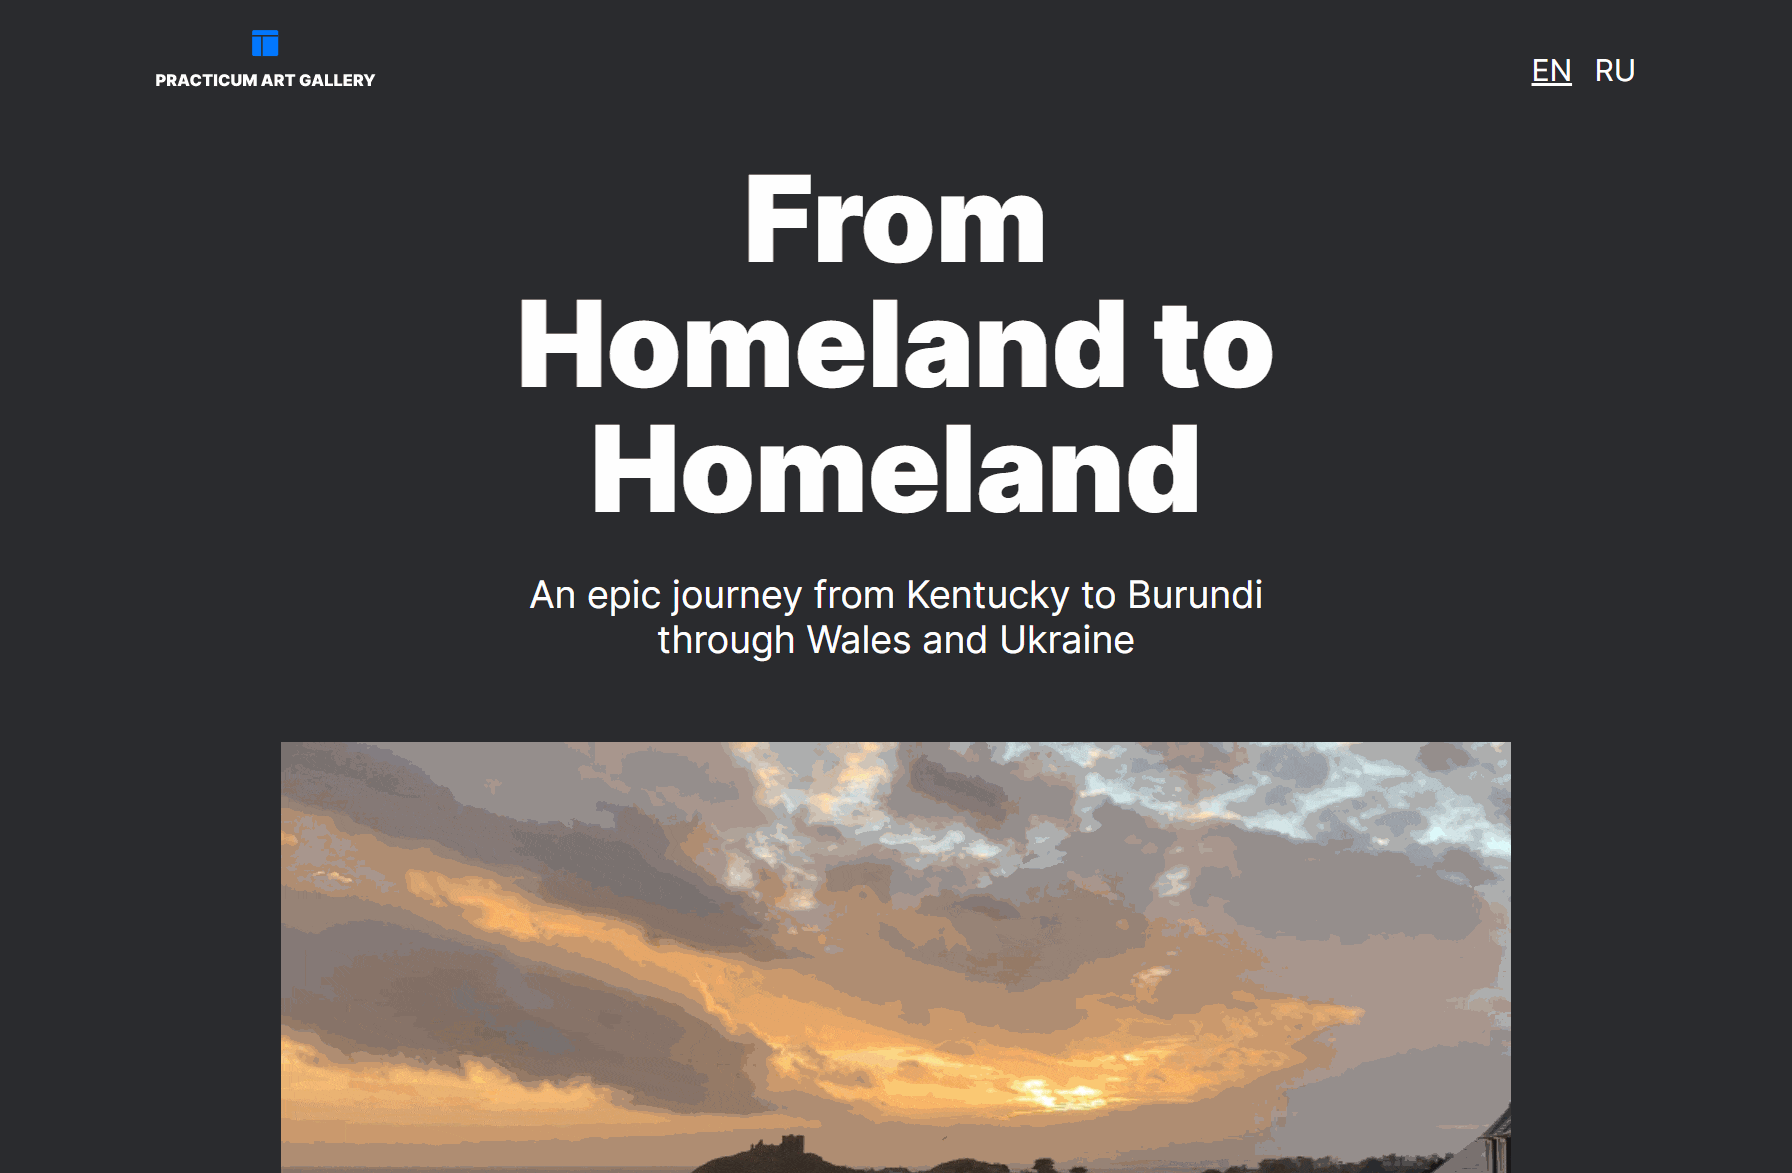 PRACTICUM ART GALLERY
EN RU
From
Homeland to
Homeland
An epic journey from Kentucky to Burundi
through Wales and Ukraine